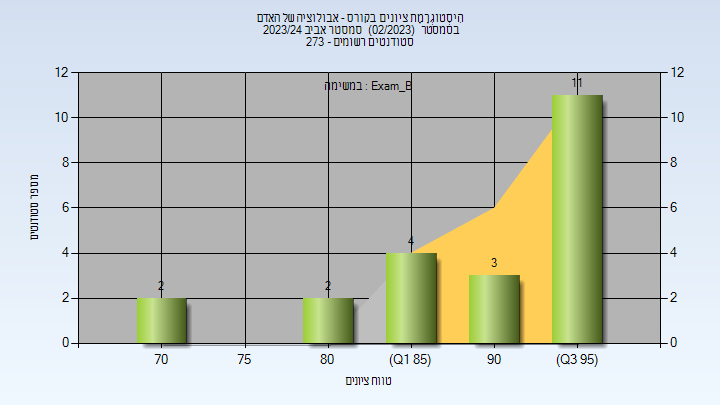 היסטוגרמת ציונים בקורס - אבולוציה של האדם
בסמסטר (02/2023) סמסטר אביב 2023/24
סטודנטים רשומים - 273
במשימה : Exam_B
מספר סטודנטים
12 12
10 10
8 8
6 6
4 4
2 2
0 0
2 2 4 3 11
70 75 80 (Q1 85) 90 (Q3 95)
טווח ציונים